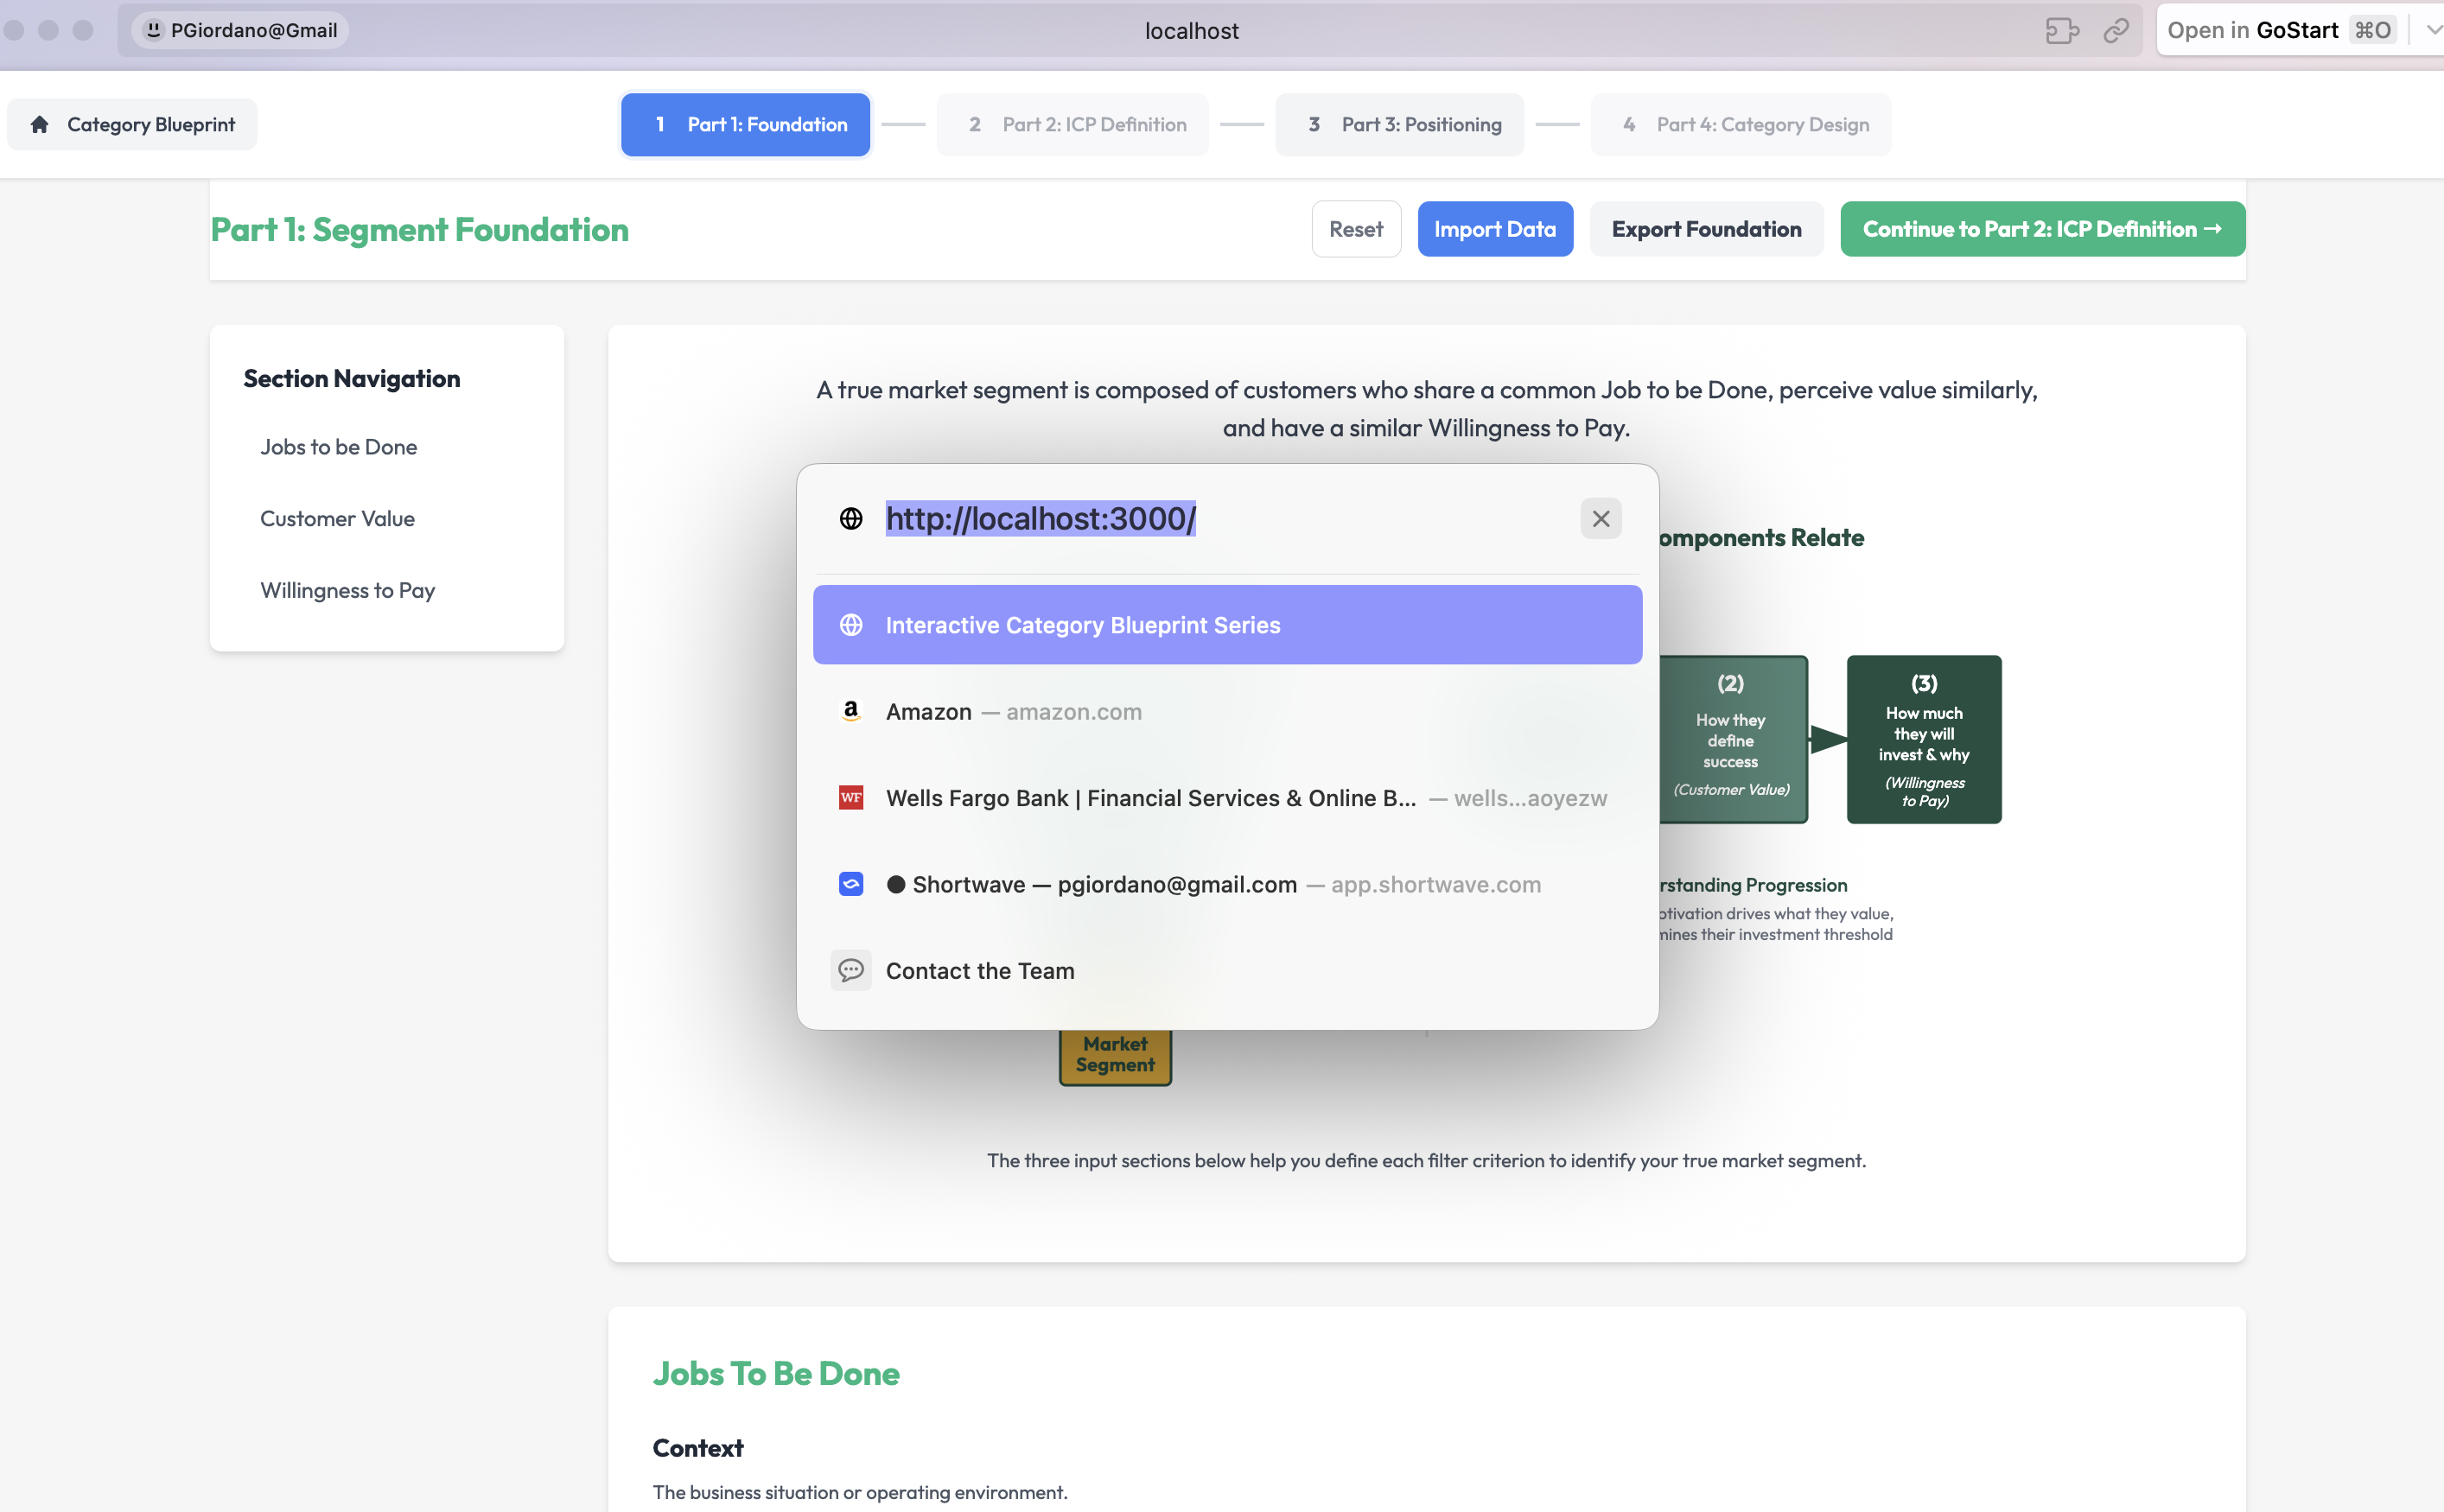 PGiordano@Gmail
localhost
Open in GoStart ⌘O
Category Blueprint
1 Part 1: Foundation
2 Part 2: ICP Definition
3 Part 3: Positioning
4 Part 4: Category Design
Part 1: Segment Foundation
Reset
Import Data
Export Foundation
Continue to Part 2: ICP Definition →
Section Navigation
Jobs to be Done
Customer Value
Willingness to Pay
A true market segment is composed of customers who share a common Job to be Done, perceive value similarly,
and have a similar Willingness to Pay.
http://localhost:3000/
Interactive Category Blueprint Series
a Amazon — amazon.com
WF Wells Fargo Bank | Financial Services & Online B... — wells...aoyezw
Shortwave — pgiordano@gmail.com — app.shortwave.com
Contact the Team
omponents Relate
(2)
How they
define
success
(Customer Value)
(3)
How much
they will
invest & why
(Willingness
to Pay)
rstanding Progression
otivation drives what they value,
mines their investment threshold
Market
Segment
The three input sections below help you define each filter criterion to identify your true market segment.
Jobs To Be Done
Context
The business situation or operating environment.